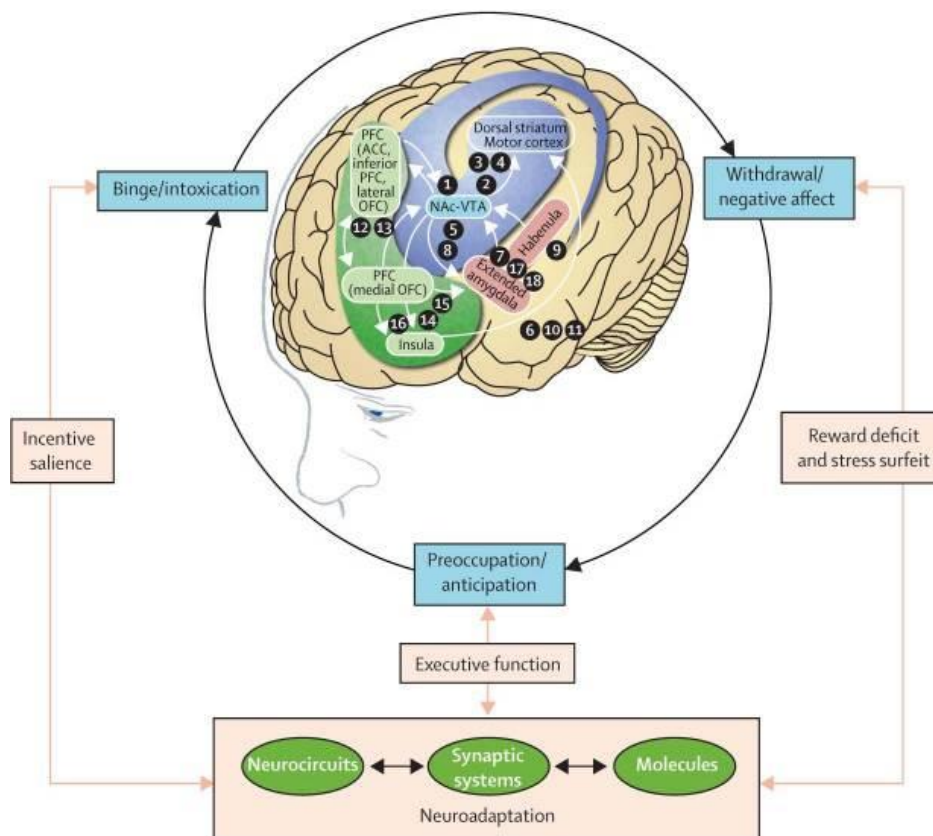 PFC
(ACC,
inferior
PFC,
lateral
OFC)
12 13
Dorsal striatum
Motor cortex
3 4
1 2
NAc-VTA
5
8
Habenula
7
17
18
9
Extended
amygdala
PFC
(medial OFC)
15
16 14
Insula
6 10 11
Binge/intoxication
Withdrawal/
negative affect
Incentive
salience
Reward deficit
and stress surfeit
Preoccupation/
anticipation
Executive function
Neurocircuits
Synaptic
systems
Molecules
Neuroadaptation